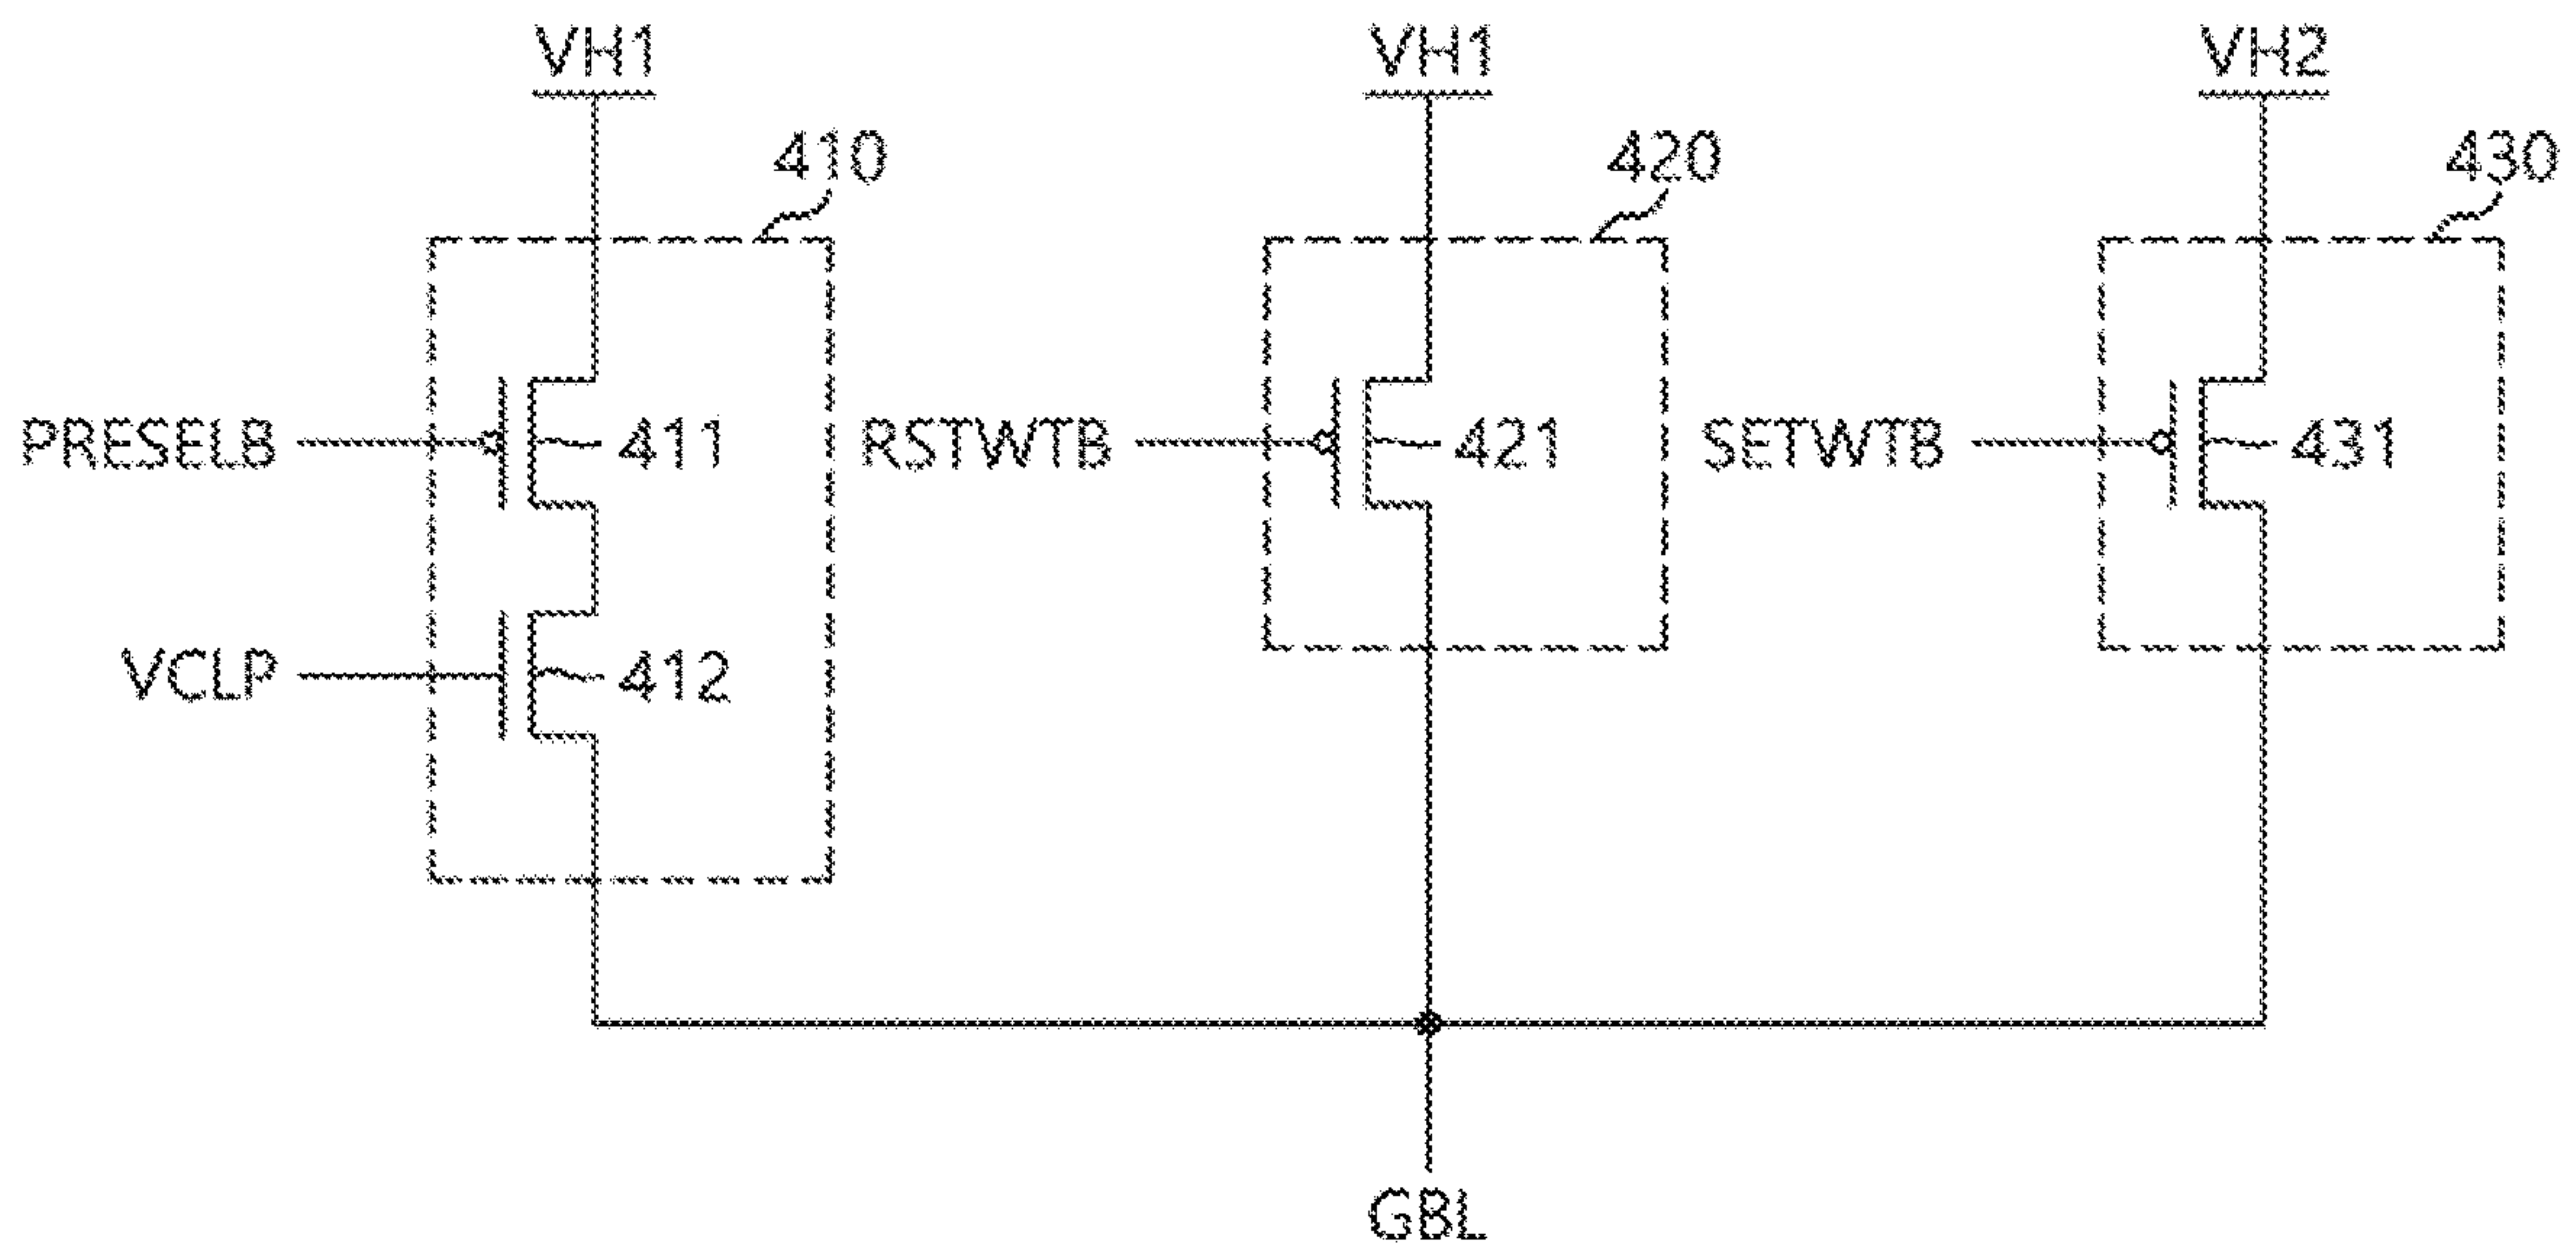 VH1 VH1 VH2
410 420 430
PRESELB 411 RSTWTB 421 SETWTB 431
VCLP 412
GBL